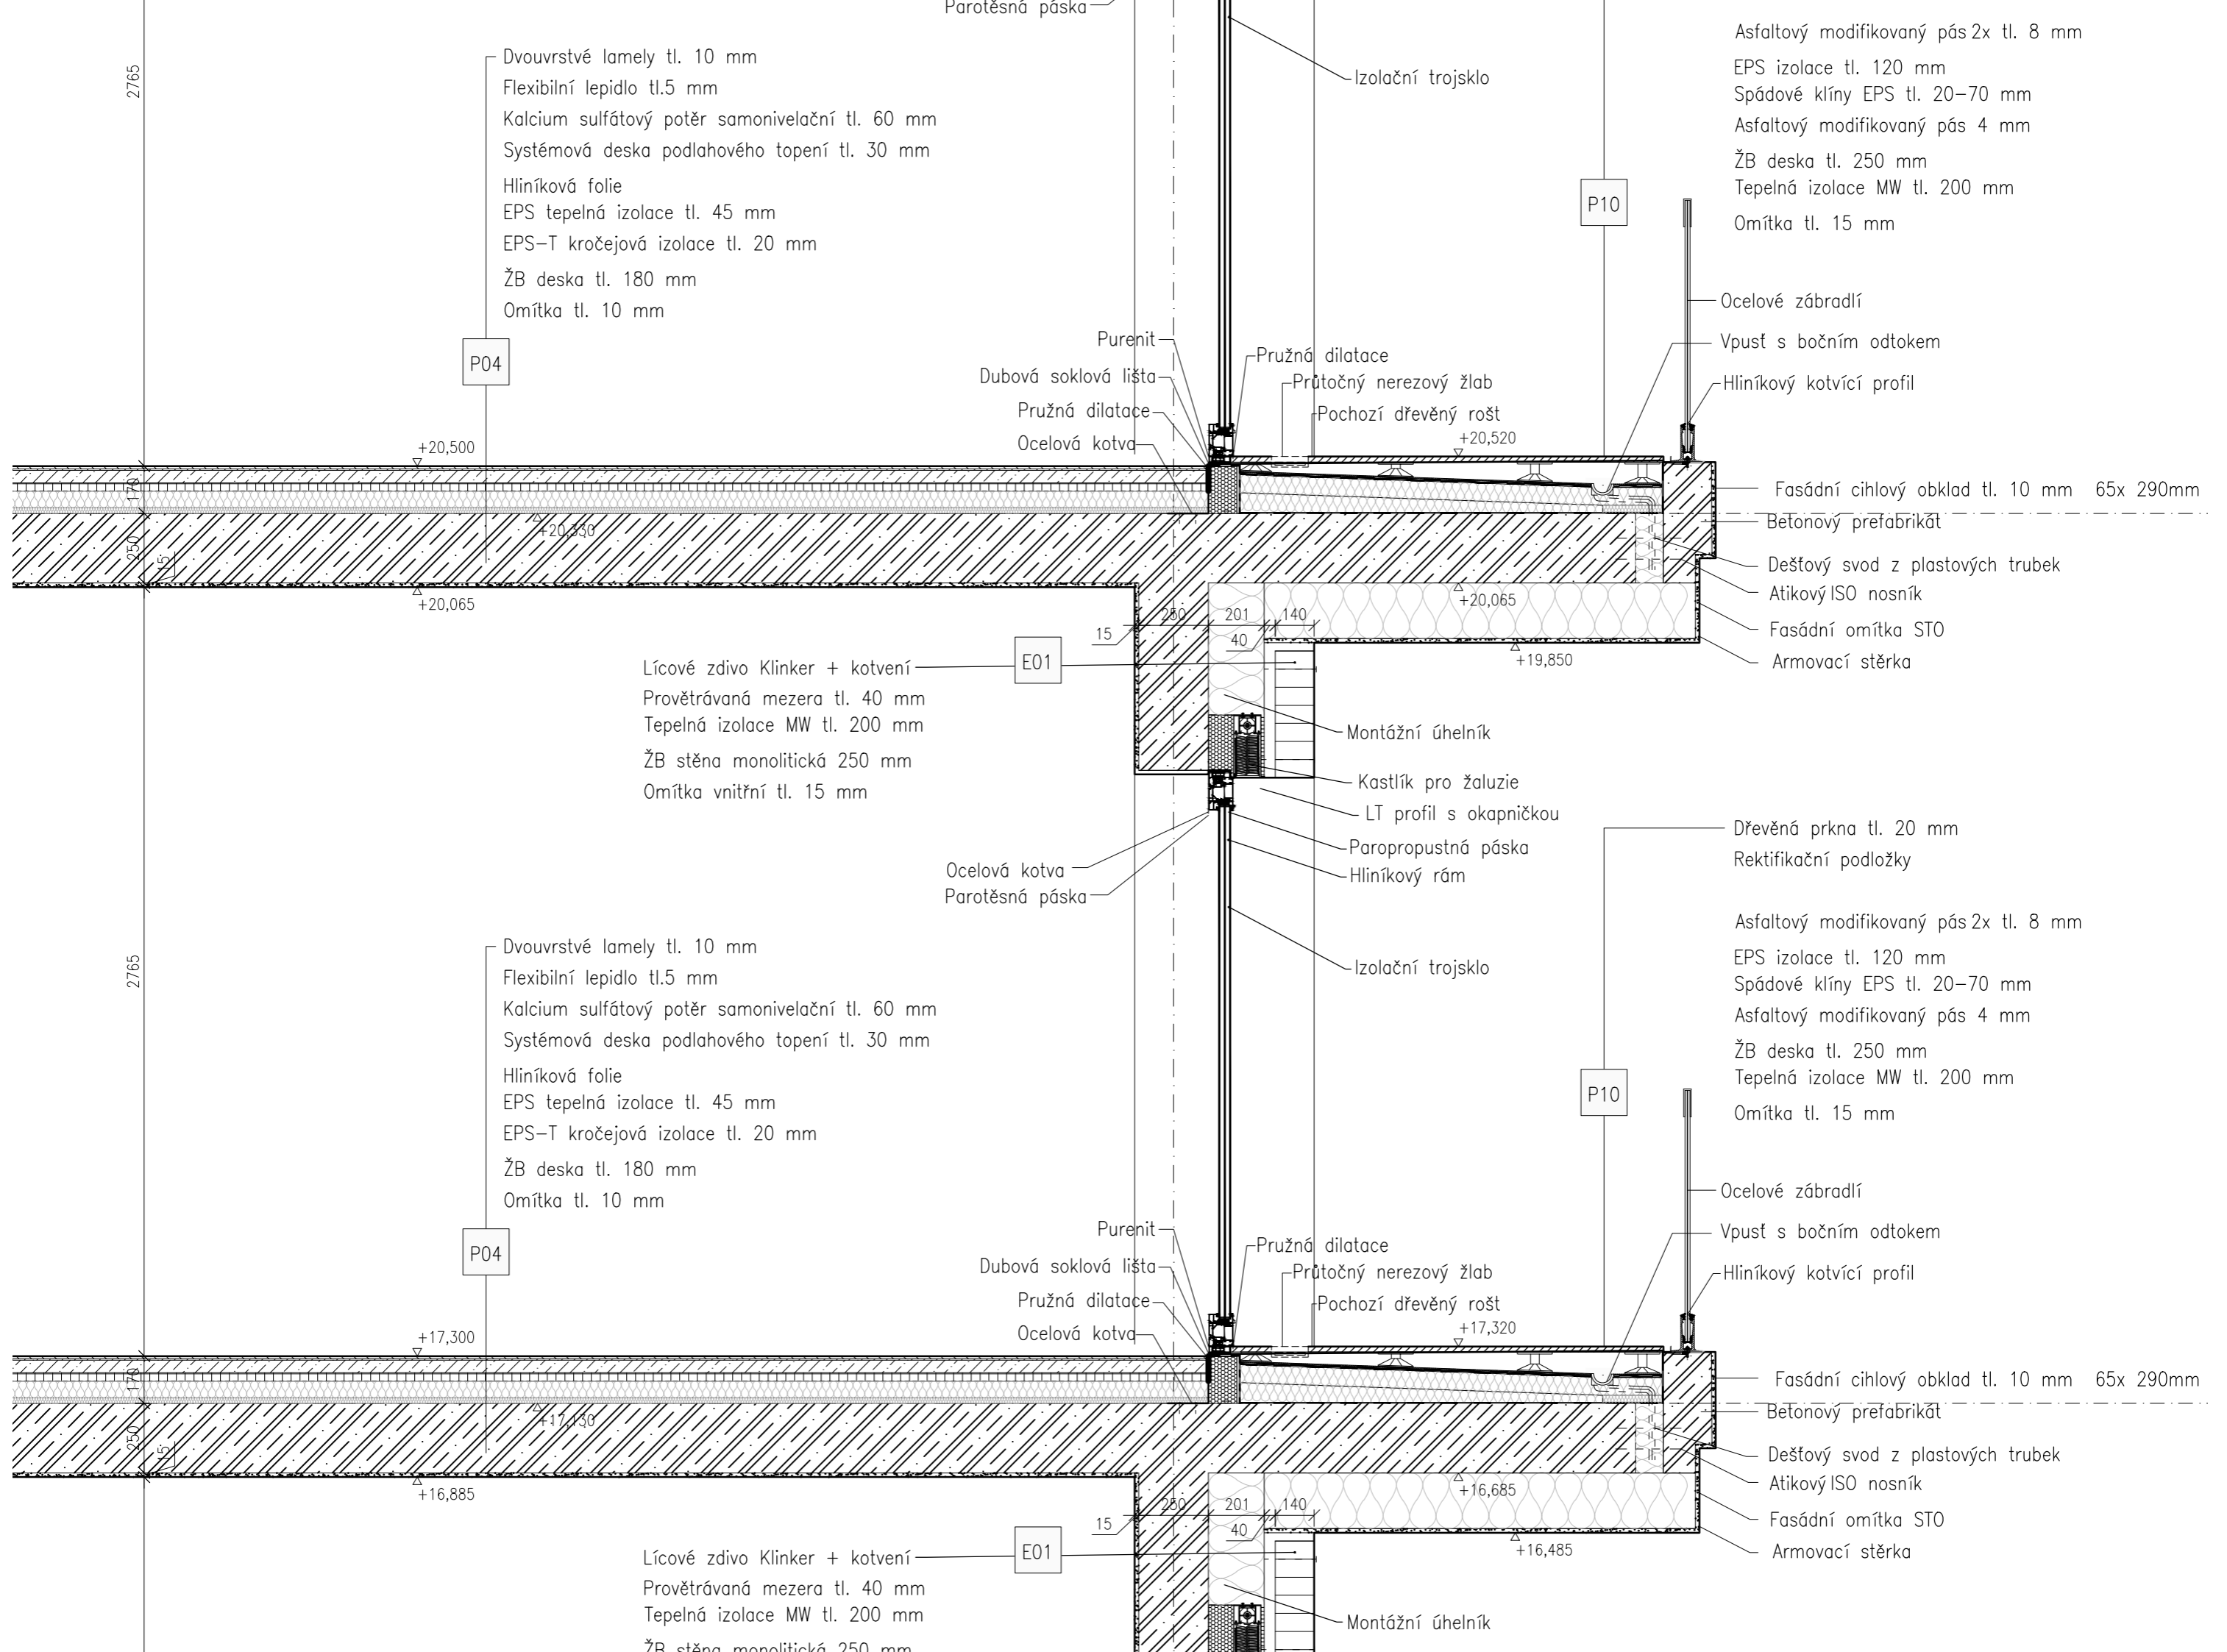 Parotěsná páska
2765
Dvouvrstvé lamely tl. 10 mm
Flexibilní lepidlo tl.5 mm
Kalcium sulfátový potěr samonivelační tl. 60 mm
Systémová deska podlahového topení tl. 30 mm
Hliníková folie
EPS tepelná izolace tl. 45 mm
EPS-T kročejová izolace tl. 20 mm
ŽB deska tl. 180 mm
Omítka tl. 10 mm
P04
Izolační trojsklo
Asfaltový modifikovaný pás 2x tl. 8 mm
EPS izolace tl. 120 mm
Spádové klíny EPS tl. 20-70 mm
Asfaltový modifikovaný pás 4 mm
ŽB deska tl. 250 mm
Tepelná izolace MW tl. 200 mm
Omítka tl. 15 mm
P10
Ocelové zábradlí
Vpusť s bočním odtokem
Hliníkový kotvící profil
Purenit
Dubová soklová lišta
Pružná dilatace
Ocelová kotva
Pružná dilatace
Průtočný nerezový žlab
Pochozí dřevěný rošt
+20,500
+20,520
170
+20,330
250
15
+20,065
+20,065
Fasádní cihlový obklad tl. 10 mm 65x 290mm
Betonový prefabrikát
Dešťový svod z plastových trubek
Atikový ISO nosník
Fasádní omítka STO
Armovací stěrka
15
250
201
40
140
+19,850
E01
Lícové zdivo Klinker + kotvení
Provětrávaná mezera tl. 40 mm
Tepelná izolace MW tl. 200 mm
ŽB stěna monolitická 250 mm
Omítka vnitřní tl. 15 mm
Montážní úhelník
Kastlík pro žaluzie
LT profil s okapničkou
Paropropustná páska
Hliníkový rám
Ocelová kotva
Parotěsná páska
2765
Dvouvrstvé lamely tl. 10 mm
Flexibilní lepidlo tl.5 mm
Kalcium sulfátový potěr samonivelační tl. 60 mm
Systémová deska podlahového topení tl. 30 mm
Hliníková folie
EPS tepelná izolace tl. 45 mm
EPS-T kročejová izolace tl. 20 mm
ŽB deska tl. 180 mm
Omítka tl. 10 mm
P04
Izolační trojsklo
Dřevěná prkna tl. 20 mm
Rektifikační podložky
Asfaltový modifikovaný pás 2x tl. 8 mm
EPS izolace tl. 120 mm
Spádové klíny EPS tl. 20-70 mm
Asfaltový modifikovaný pás 4 mm
ŽB deska tl. 250 mm
Tepelná izolace MW tl. 200 mm
Omítka tl. 15 mm
P10
Ocelové zábradlí
Vpusť s bočním odtokem
Hliníkový kotvící profil
Purenit
Dubová soklová lišta
Pružná dilatace
Ocelová kotva
Pružná dilatace
Průtočný nerezový žlab
Pochozí dřevěný rošt
+17,300
+17,320
170
+17,130
250
15
+16,885
+16,685
Fasádní cihlový obklad tl. 10 mm 65x 290mm
Betonový prefabrikát
Dešťový svod z plastových trubek
Atikový ISO nosník
Fasádní omítka STO
Armovací stěrka
15
250
201
40
140
+16,485
E01
Lícové zdivo Klinker + kotvení
Provětrávaná mezera tl. 40 mm
Tepelná izolace MW tl. 200 mm
ŽB stěna monolitická 250 mm
Montážní úhelník